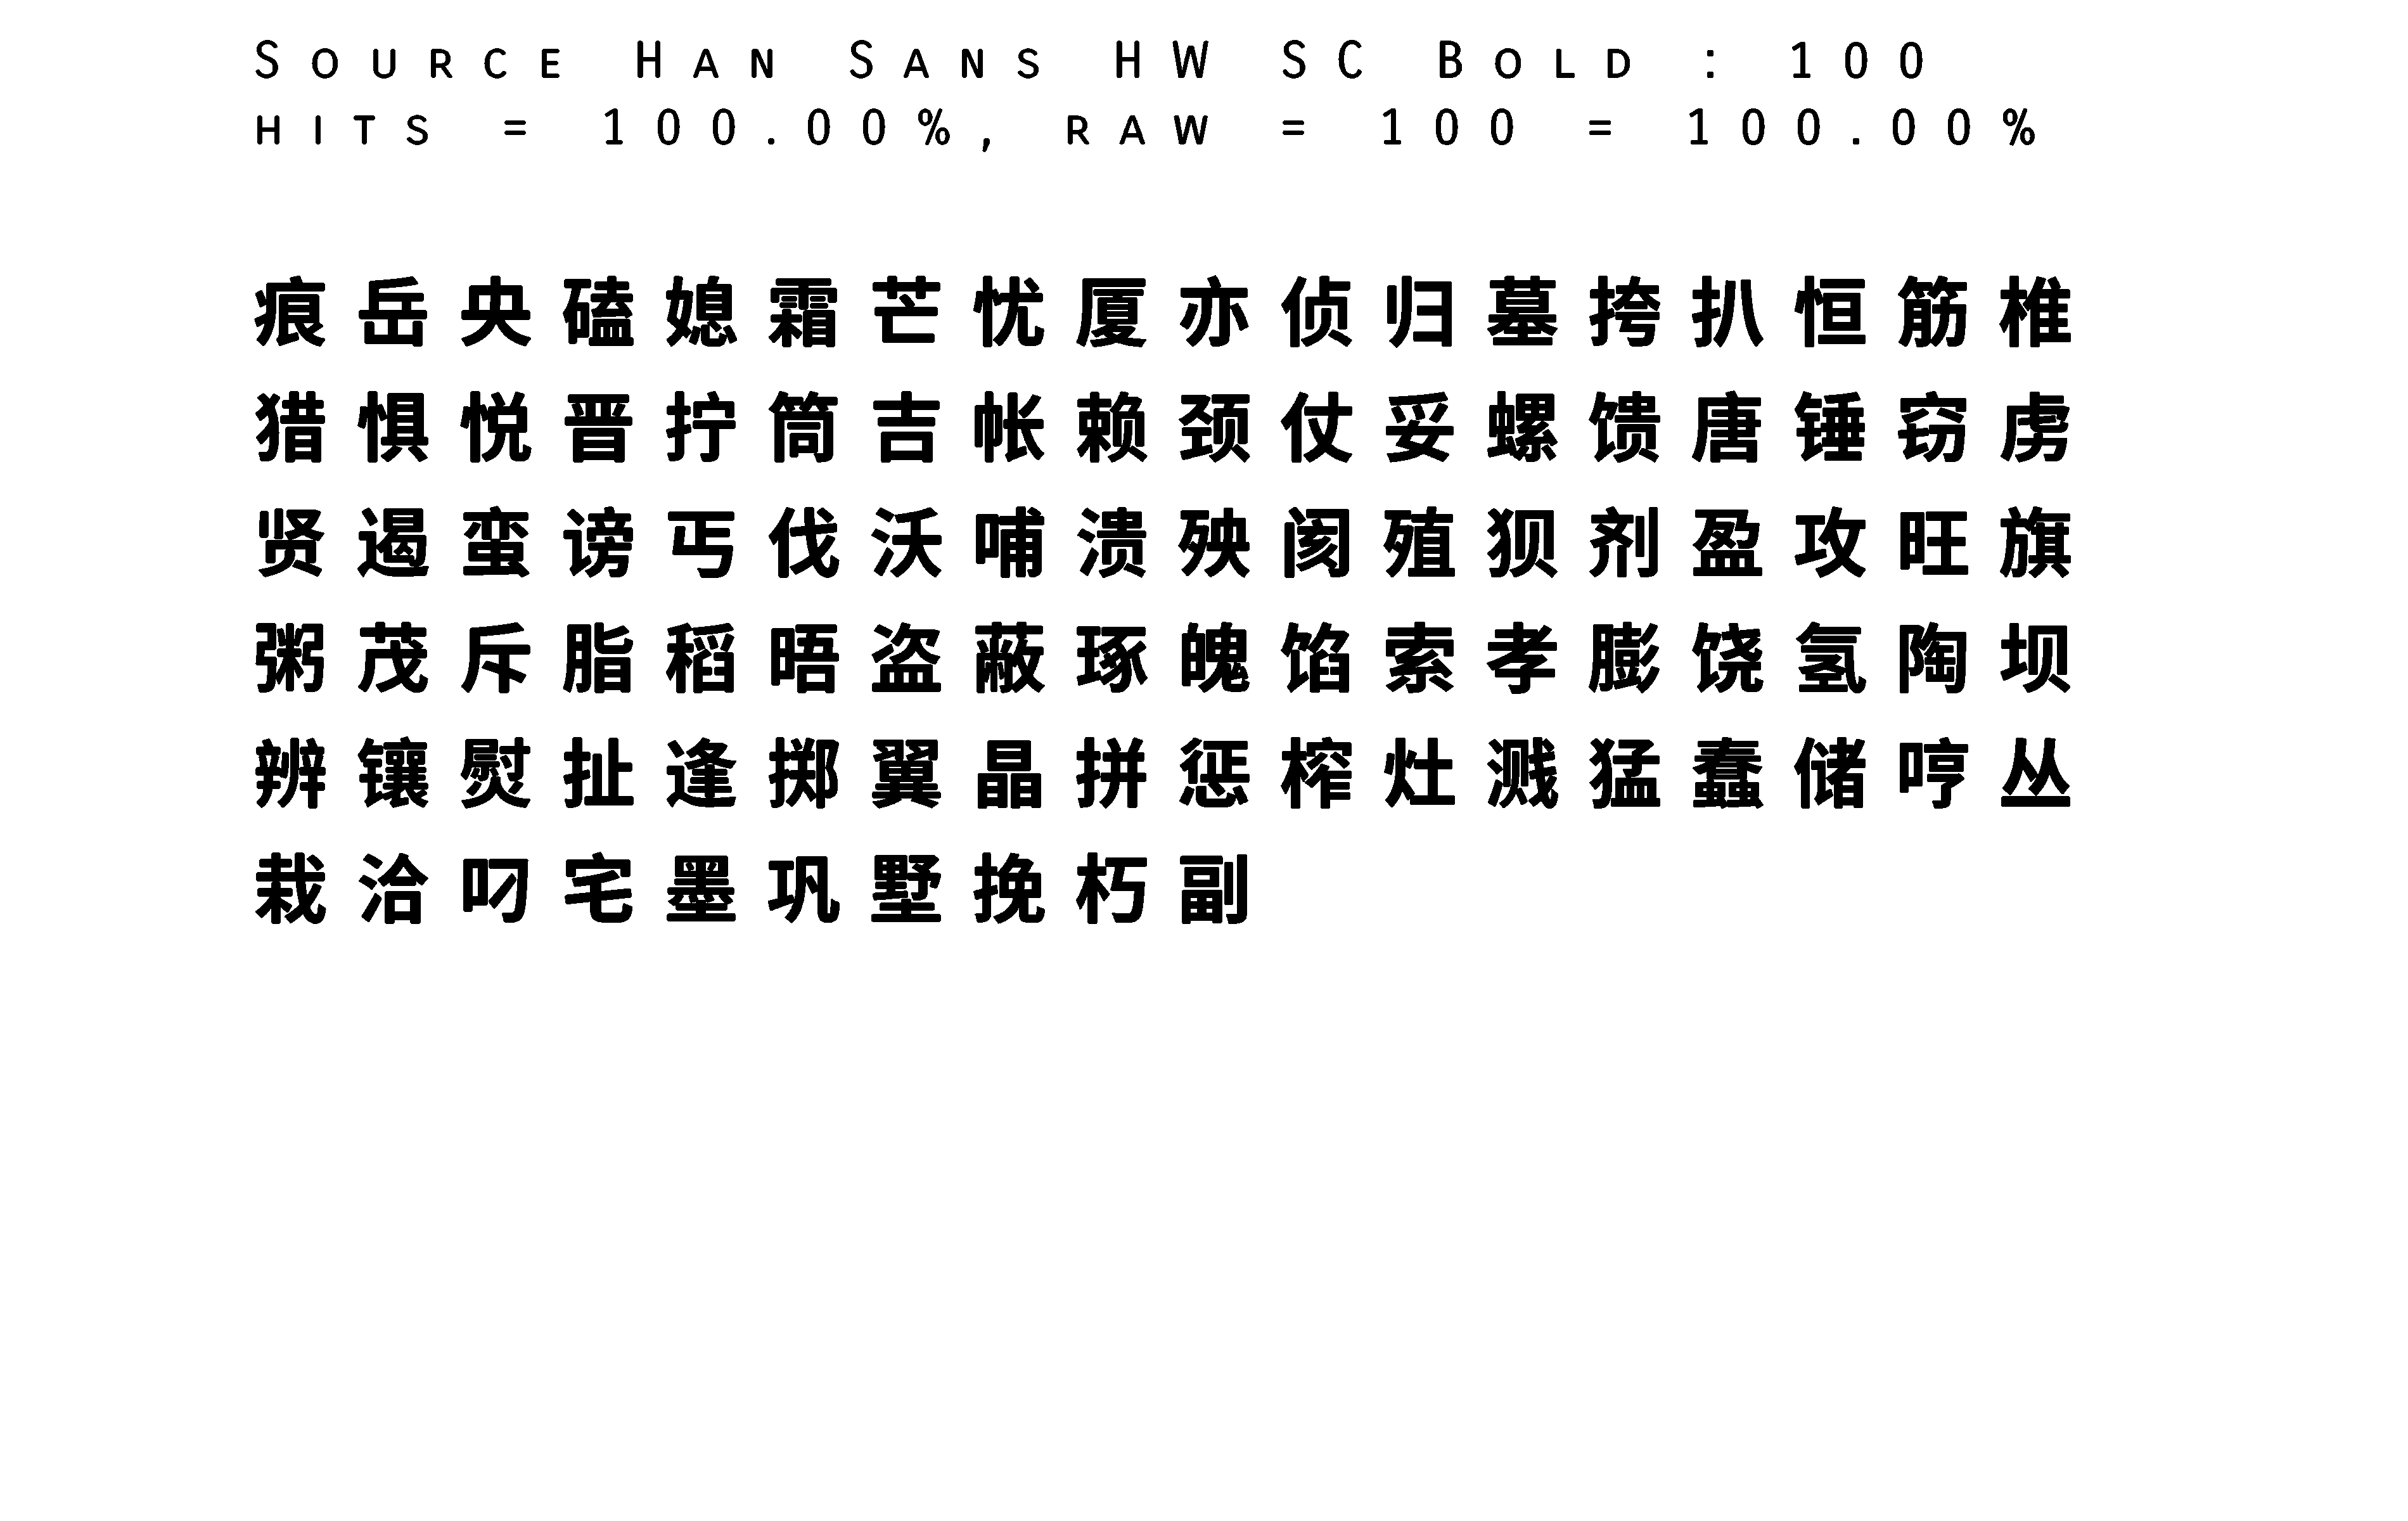 Source Han Sans HW SC Bold : 100
hits = 100.00%, raw = 100 = 100.00%
痕岳央磕媳霜芒忧厦亦侦归墓挎扒恒筋椎
猎惧悦晋拧筒吉帐赖颈仗妥螺馈唐锤窃虏
贤遏蛮谤丐伐沃哺溃殃阂殖狈剂盈攻旺旗
粥茂斥脂稻晤盗蔽琢魄馅索孝膨饶氢陶坝
辨镶熨扯逢掷翼晶拼惩榨灶溅猛蠢储哼丛
栽洽叼宅墨巩墅挽朽副